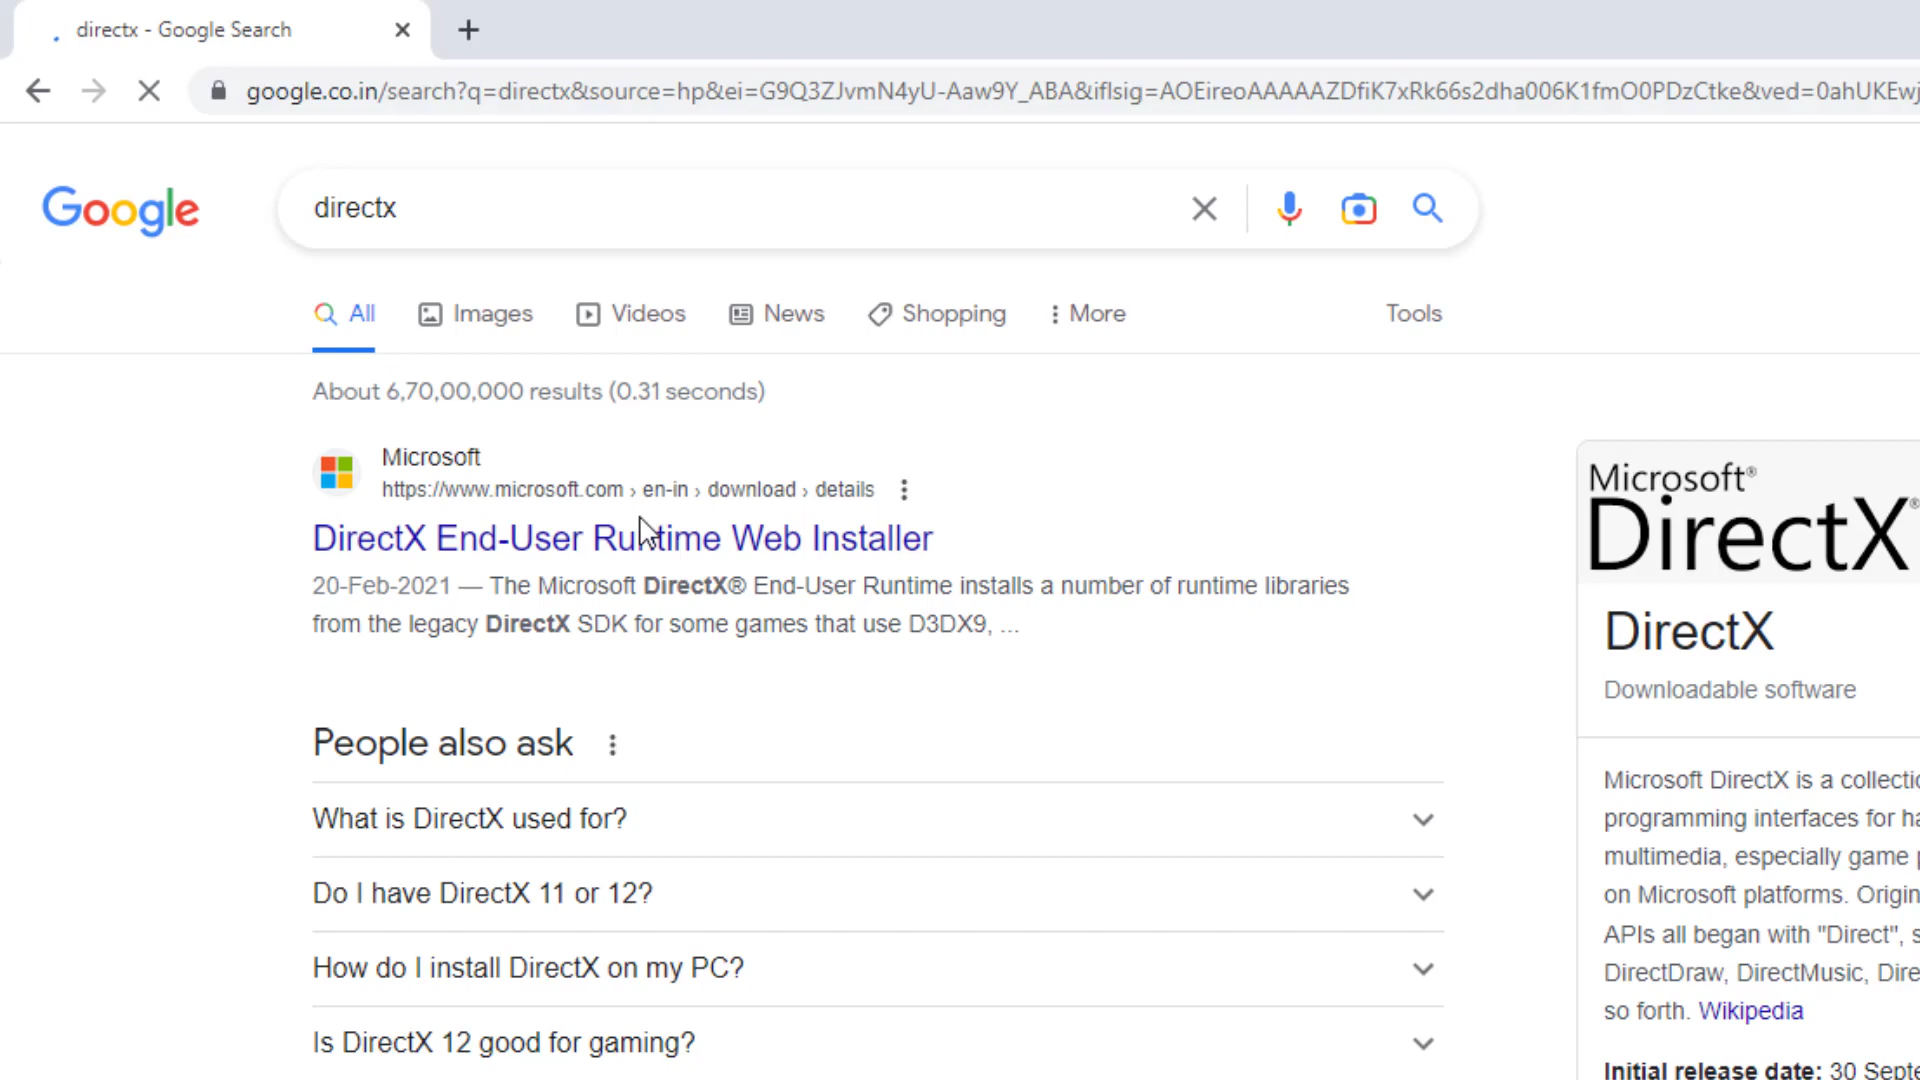 directx - Google Search
google.co.in/search?q=directx&source=hp&ei=G9Q3ZJvmN4yU-Aaw9Y_ABA&iflsig=AOEireoAAAAAZDfiK7xRk66s2dha006K1fmO0PDzCtke&ved=0ahUKEwj
Google
directx
All Images Videos News Shopping More Tools
About 6,70,00,000 results (0.31 seconds)
Microsoft
https://www.microsoft.com › en-in › download › details
DirectX End-User Runtime Web Installer
20-Feb-2021 — The Microsoft DirectX® End-User Runtime installs a number of runtime libraries
from the legacy DirectX SDK for some games that use D3DX9, ...
People also ask
What is DirectX used for?
Do I have DirectX 11 or 12?
How do I install DirectX on my PC?
Is DirectX 12 good for gaming?
Microsoft®
DirectX®
DirectX
Downloadable software
Microsoft DirectX is a collectio
programming interfaces for ha
multimedia, especially game p
on Microsoft platforms. Origin
APIs all began with "Direct", s
DirectDraw, DirectMusic, Dire
so forth. Wikipedia
Initial release date: 30 Septe